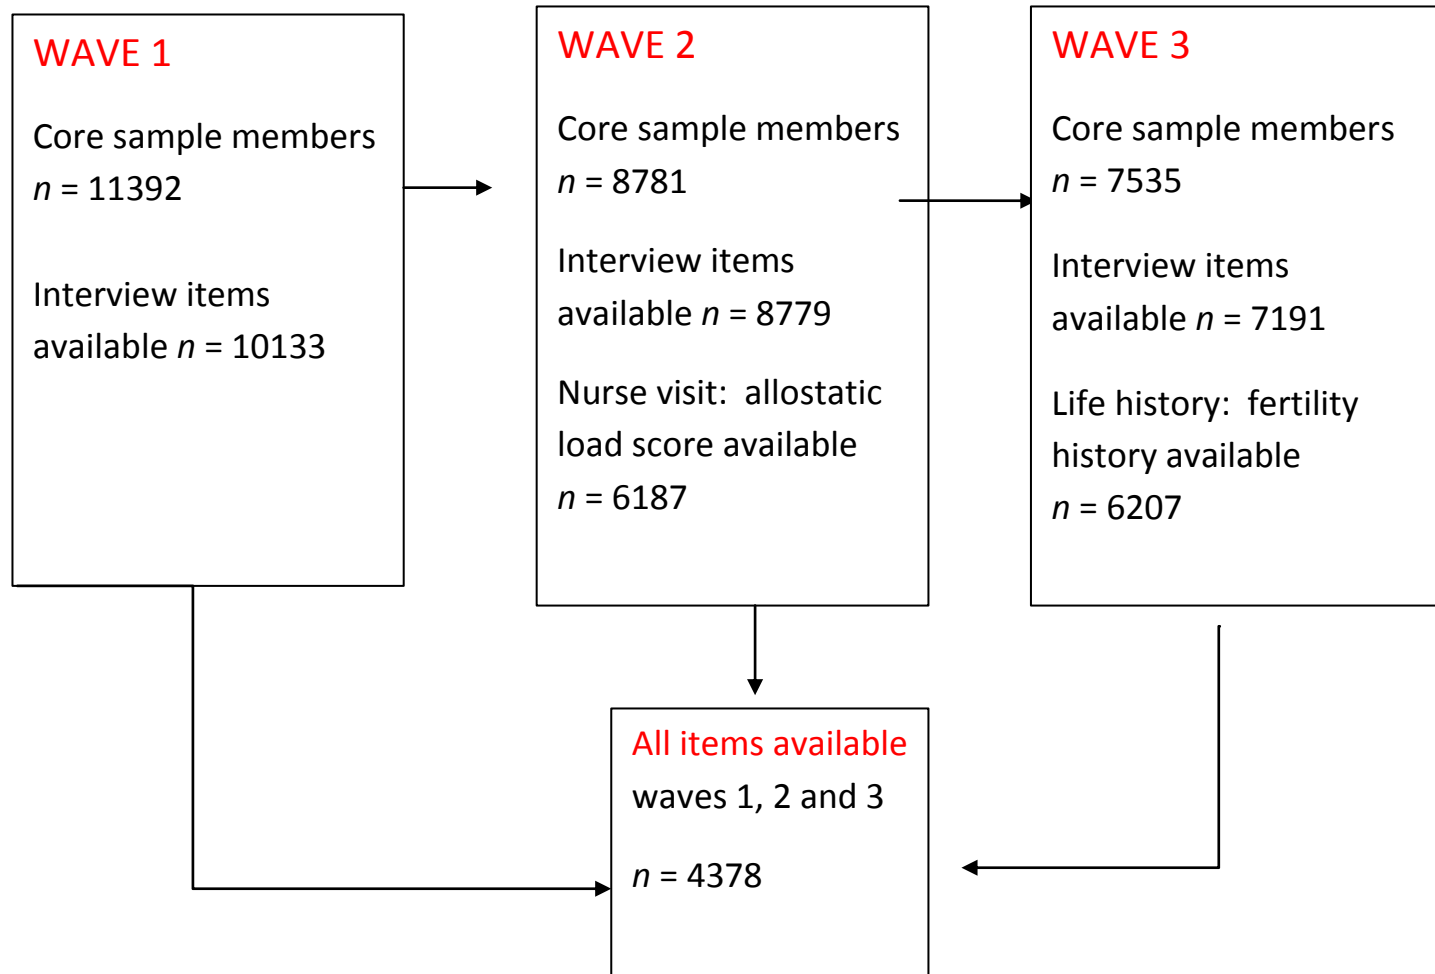 WAVE 1
Core sample members
n = 11392
Interview items
available n = 10133
WAVE 2
Core sample members
n = 8781
Interview items
available n = 8779
Nurse visit:  allostatic
load score available
n = 6187
WAVE 3
Core sample members
n = 7535
Interview items
available n = 7191
Life history:  fertility
history available
n = 6207
All items available
waves 1, 2 and 3
n = 4378